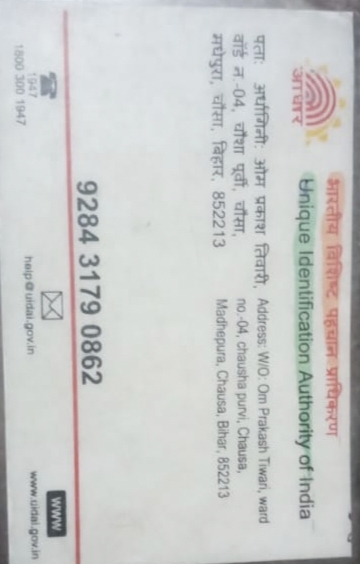 भारतीय विशिष्ट पहचान प्राधिकरण
Unique Identification Authority of India
आधार
पता: अर्धांगिनी: ओम प्रकाश तिवारी,
वॉर्ड न.-04, चौशा पूर्वी, चौसा,
मधेपुरा, चौसा, बिहार, 852213
Address: W/O: Om Prakash Tiwari, ward
no.-04, chausha purvi, Chausa,
Madhepura, Chausa, Bihar, 852213
9284 3179 0862
1947
1800 300 1947
help@uidai.gov.in
www
www.uidai.gov.in